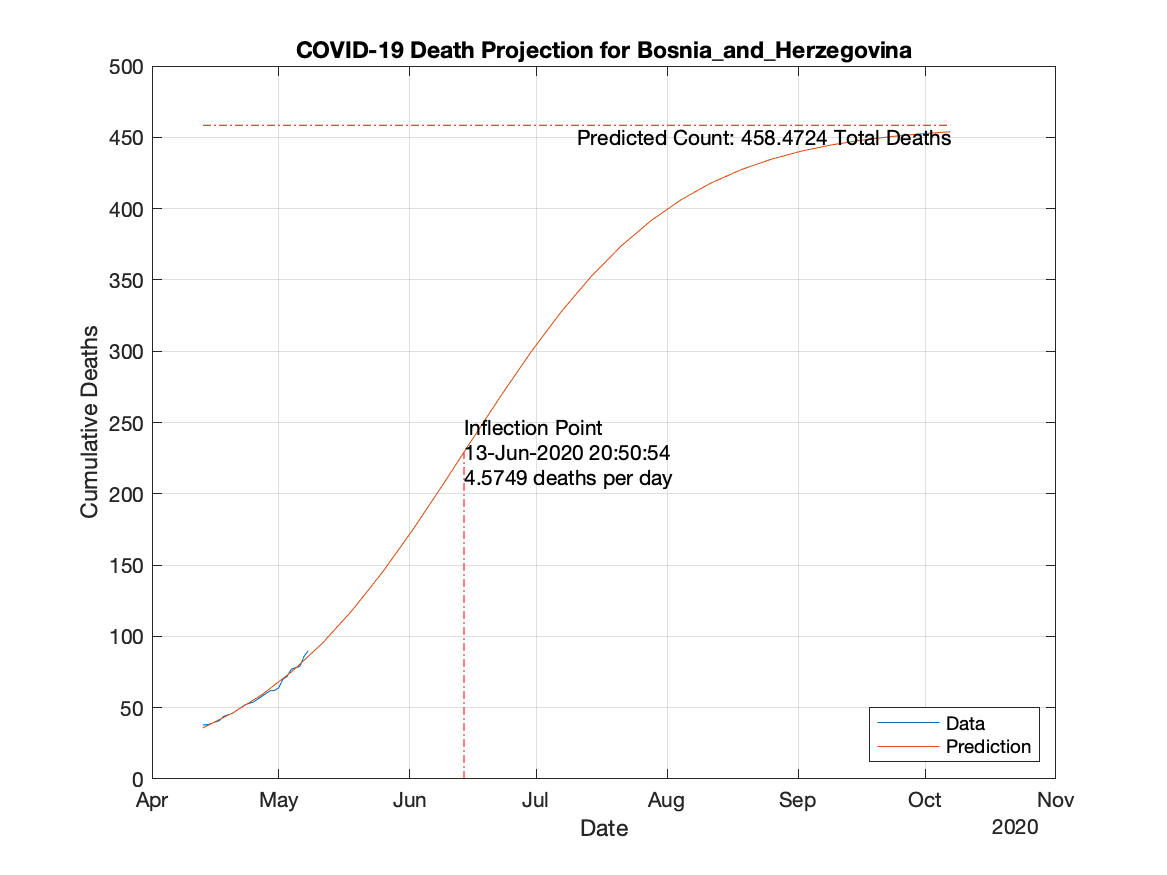 COVID-19 Death Projection for Bosnia_and_Herzegovina
500
450
400
350
300
250
200
150
100
50
0
Cumulative Deaths
Predicted Count: 458.4724 Total Deaths
Inflection Point
13-Jun-2020 20:50:54
4.5749 deaths per day
Data
Prediction
Apr May Jun Jul Aug Sep Oct Nov
Date
2020